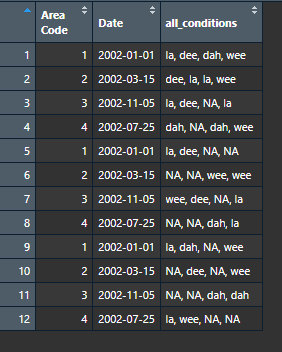 Area Code Date all_conditions
1 1 2002-01-01 la, dee, dah, wee
2 2 2002-03-15 dee, la, la, wee
3 3 2002-11-05 la, dee, NA, la
4 4 2002-07-25 dah, NA, dah, wee
5 1 2002-01-01 la, dee, NA, NA
6 2 2002-03-15 NA, NA, wee, wee
7 3 2002-11-05 wee, dee, NA, la
8 4 2002-07-25 NA, NA, dah, la
9 1 2002-01-01 la, dah, NA, wee
10 2 2002-03-15 NA, dee, NA, wee
11 3 2002-11-05 NA, NA, dah, dah
12 4 2002-07-25 la, wee, NA, NA